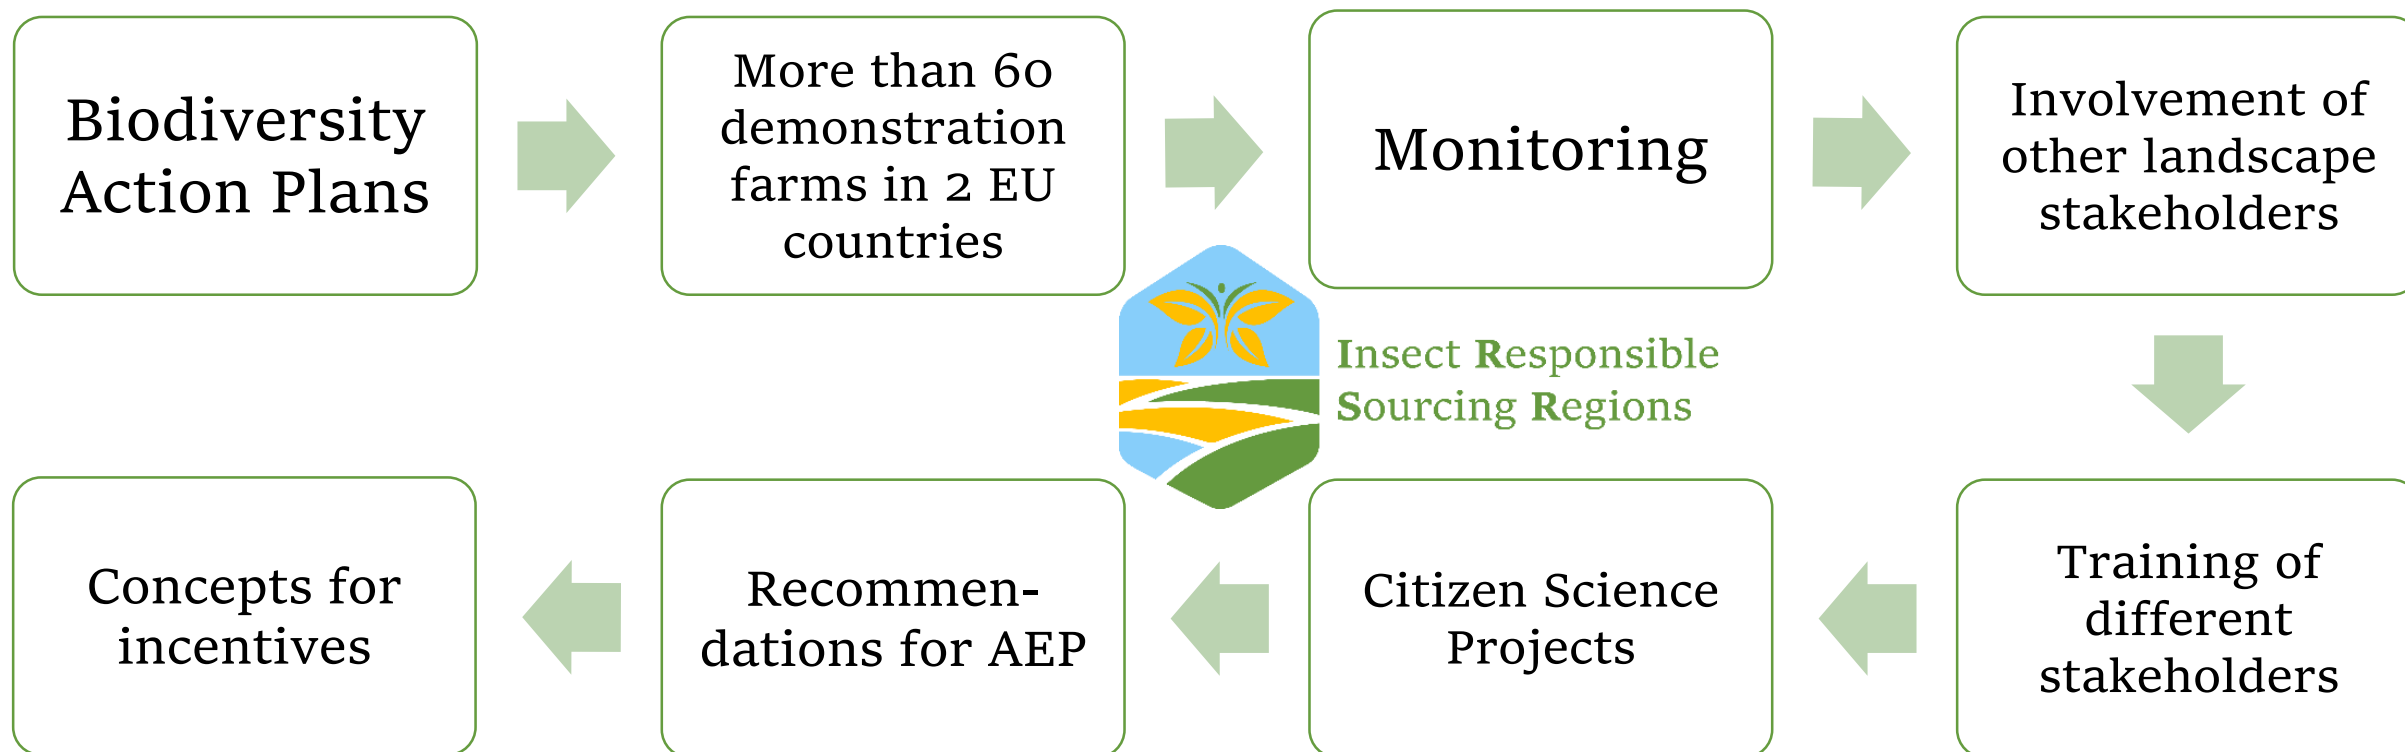 Biodiversity
Action Plans
More than 60
demonstration
farms in 2 EU
countries
Monitoring
Involvement of
other landscape
stakeholders
Insect Responsible
Sourcing Regions
Training of
different
stakeholders
Citizen Science
Projects
Recommen-
dations for AEP
Concepts for
incentives